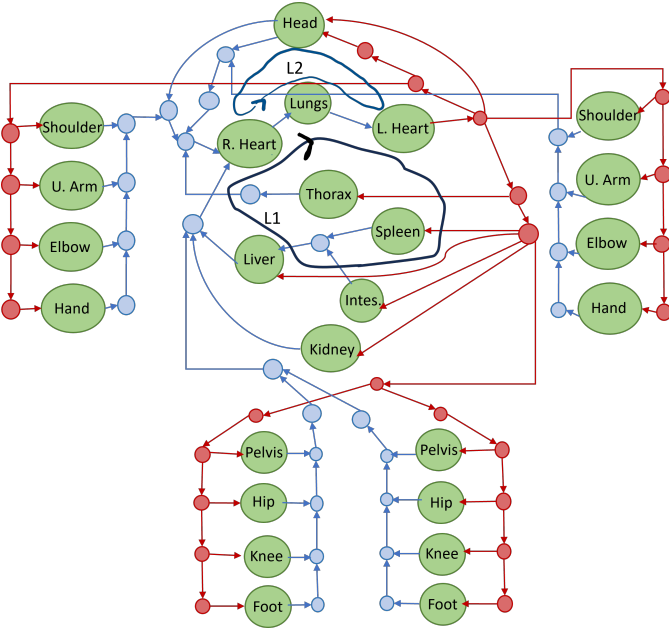 Head
L2
Lungs
Shoulder
R. Heart
L. Heart
Shoulder
U. Arm
Thorax
U. Arm
L1
Spleen
Elbow
Liver
Elbow
Hand
Intes.
Hand
Kidney
Pelvis
Pelvis
Hip
Hip
Knee
Knee
Foot
Foot